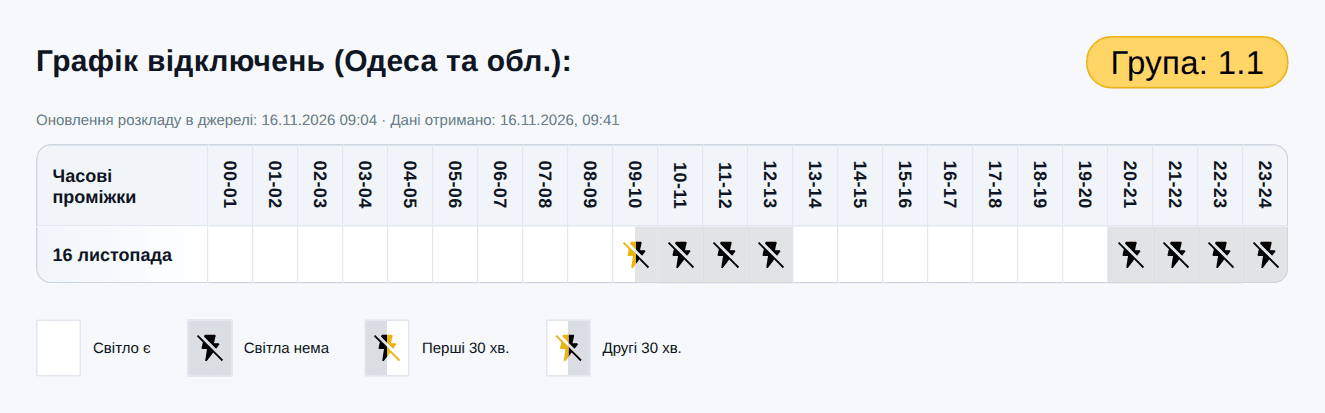 Графік відключень (Одеса та обл.):
Група: 1.1
Оновлення розкладу в джерелі: 16.11.2026 09:04 · Дані отримано: 16.11.2026, 09:41
Часові
проміжки
00-01
01-02
02-03
03-04
04-05
05-06
06-07
07-08
08-09
09-10
10-11
11-12
12-13
13-14
14-15
15-16
16-17
17-18
18-19
19-20
20-21
21-22
22-23
23-24
16 листопада
Світло є
Світла нема
Перші 30 хв.
Другі 30 хв.